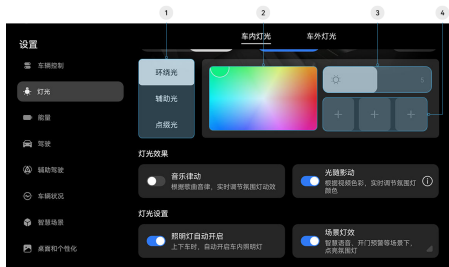 1
2
3
4
设置
车内灯光
车外灯光
车辆控制
灯光
能量
驾驶
辅助驾驶
车辆状况
智慧场景
桌面和个性化
环绕光
辅助光
点缀光
5
灯光效果
音乐律动
根据歌曲音律，实时调节氛围灯动效
光随影动
根据视频色彩，实时调节氛围灯
颜色
灯光设置
照明灯自动开启
上下车时，自动开启车内照明灯
场景灯效
智慧语音、开门预警等场景下，
点亮氛围灯